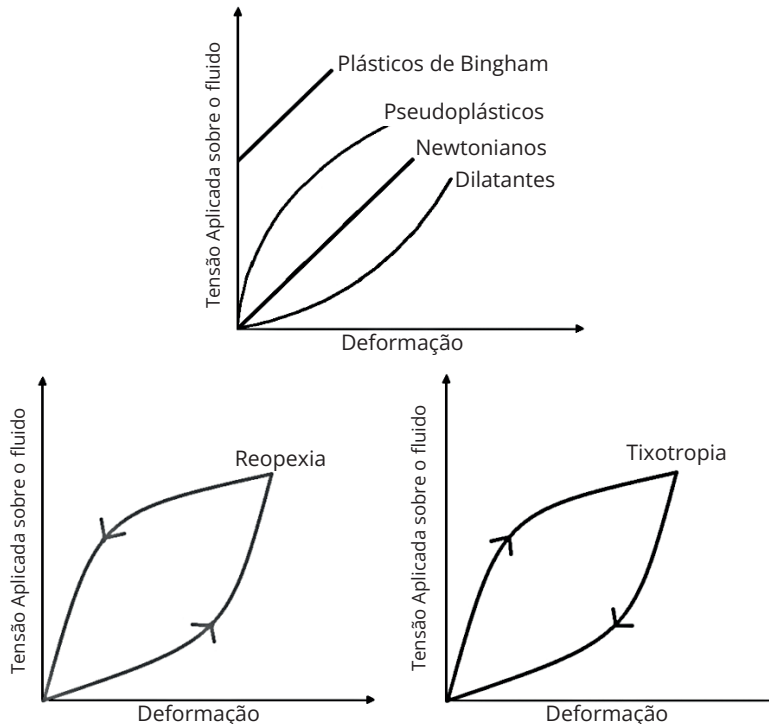 Tensão Aplicada sobre o fluido
Plásticos de Bingham
Pseudoplásticos
Newtonianos
Dilatantes
Deformação
Tensão Aplicada sobre o fluido
Reopexia
Deformação
Tensão Aplicada sobre o fluido
Tixotropia
Deformação